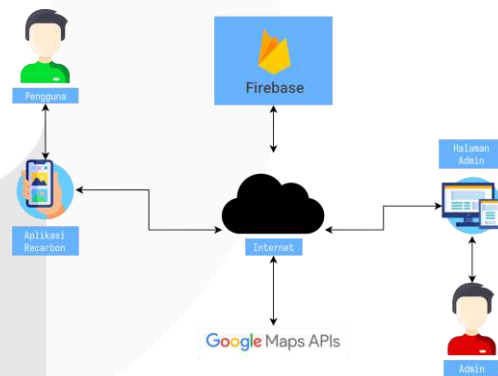 Pengguna
Firebase
Halaman
Admin
Aplikasi
Recarbon
Internet
Google Maps APIs
Admin